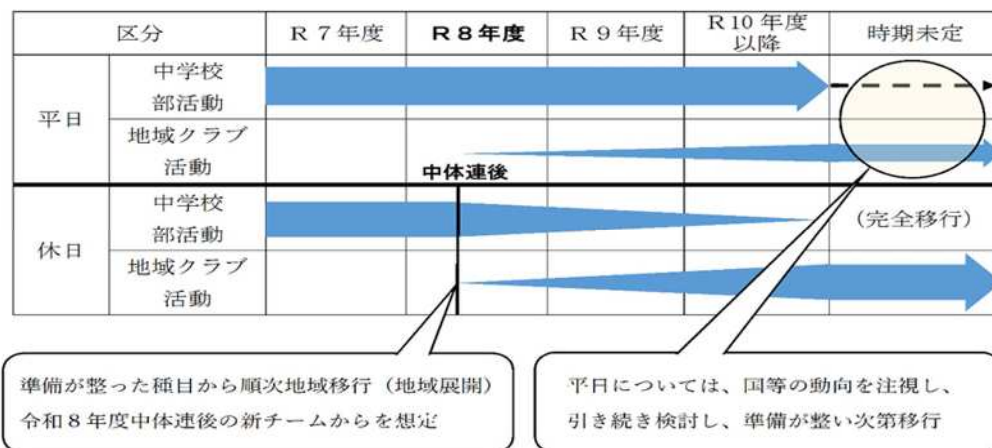 区分 R7年度 R8年度 R9年度 R10年度以降 時期未定
平日
中学校
部活動
地域クラブ
活動
中体連後
休日
中学校
部活動
(完全移行)
地域クラブ
活動
準備が整った種目から順次地域移行(地域展開)
令和8年度中体連後の新チームからを想定
平日については、国等の動向を注視し、
引き続き検討し、準備が整い次第移行